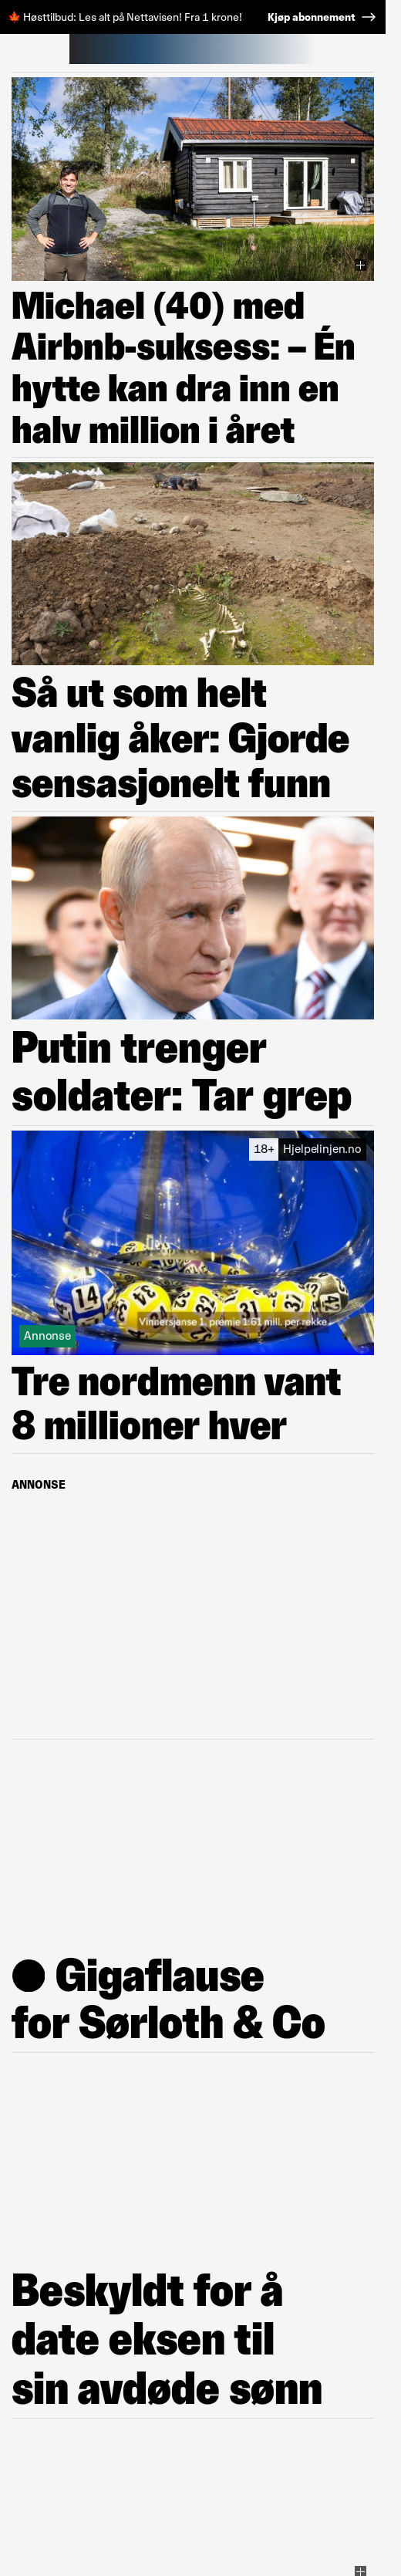 🍁 Høsttilbud: Les alt på Nettavisen! Fra 1 krone! Kjøp abonnement →
Michael (40) med
Airbnb-suksess: – Én
hytte kan dra inn en
halv million i året
Så ut som helt
vanlig åker: Gjorde
sensasjonelt funn
Putin trenger
soldater: Tar grep
18+ Hjelpelinjen.no
14
32
31
Vinnersjanse 1. premie 1:61 mill. per rekke
Annonse
Tre nordmenn vant
8 millioner hver
ANNONSE
● Gigaflause
for Sørloth & Co
Beskyldt for å
date eksen til
sin avdøde sønn